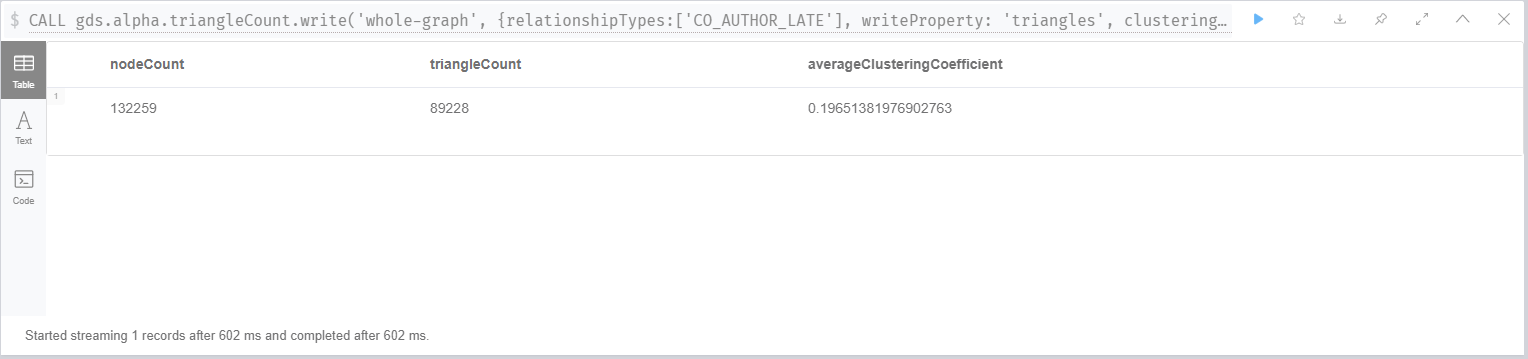 $ CALL gds.alpha.triangleCount.write('whole-graph', {relationshipTypes:['CO_AUTHOR_LATE'], writeProperty: 'triangles', clustering…
Table
Text
Code
nodeCount triangleCount averageClusteringCoefficient
1
132259 89228 0.19651381976902763
Started streaming 1 records after 602 ms and completed after 602 ms.